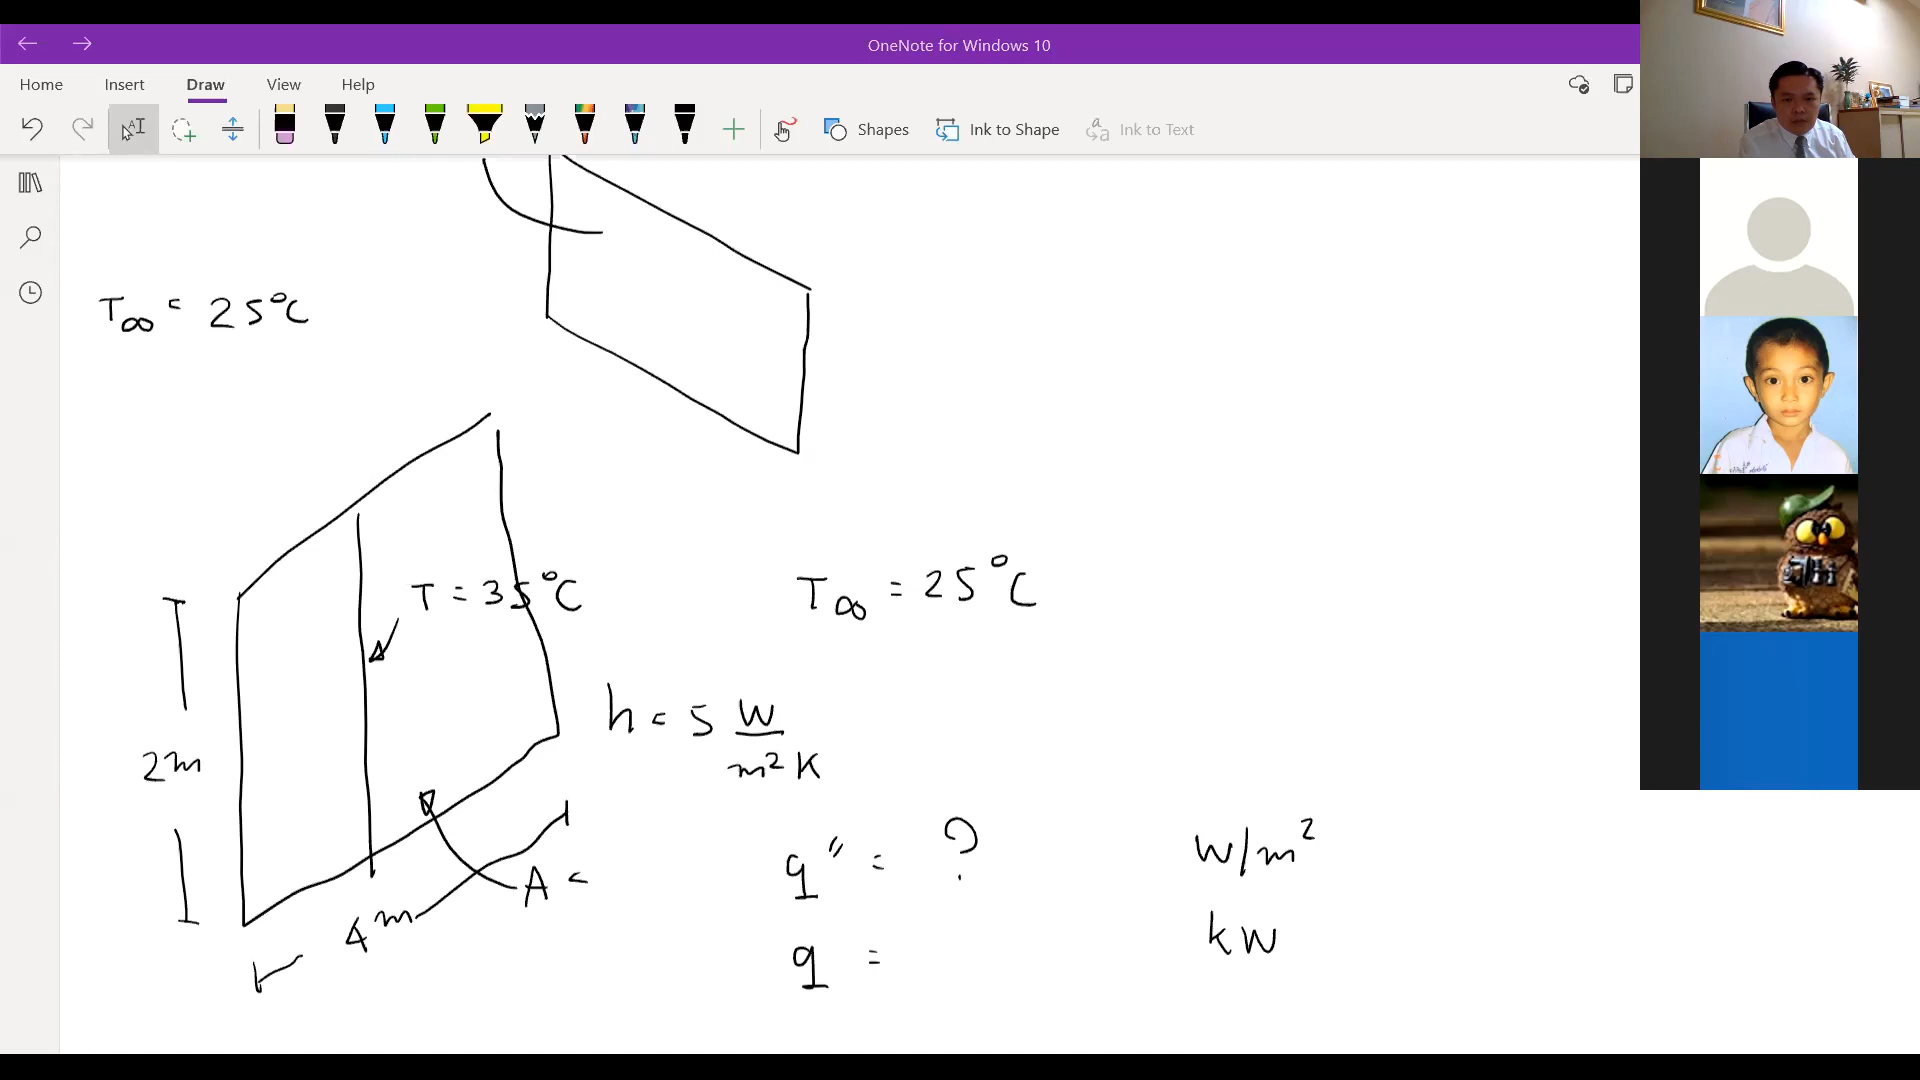 OneNote for Windows 10
Home Insert Draw View Help
Shapes Ink to Shape Ink to Text
T∞ = 25°C
T = 35°C
T∞ = 25°C
2m
h = 5 W/m²K
A =
4m
q″ = ? W/m²
q = kW